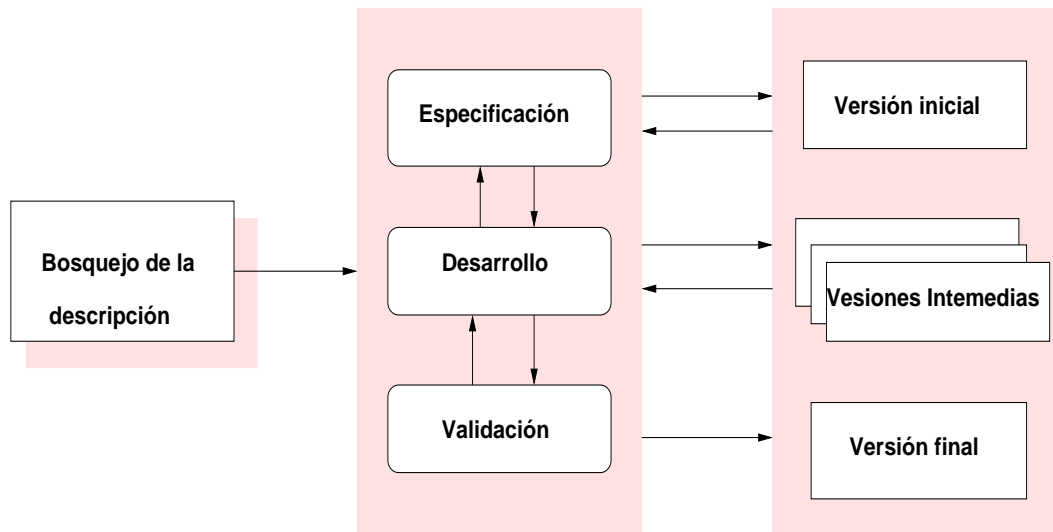 Bosquejo de la
descripción
Especificación
Desarrollo
Validación
Versión inicial
Vesiones Intemedias
Versión final